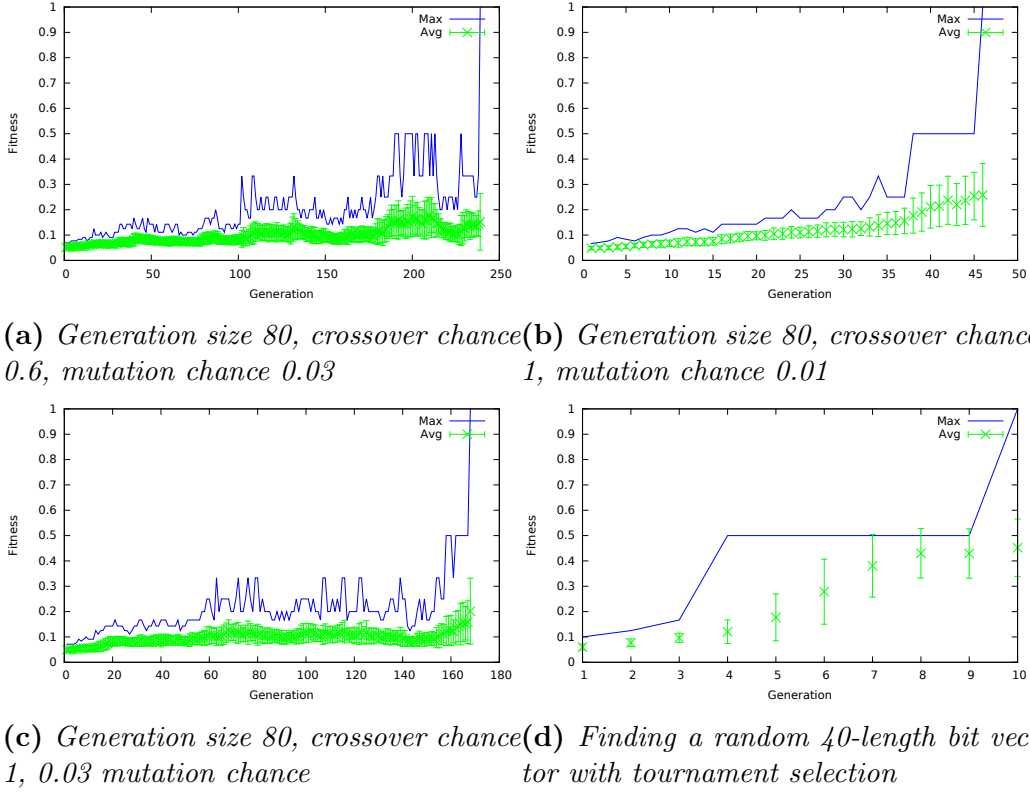 1
0.9
0.8
0.7
0.6
0.5
0.4
0.3
0.2
0.1
0
Fitness
Max
Avg
0 50 100 150 200 250
Generation
1
0.9
0.8
0.7
0.6
0.5
0.4
0.3
0.2
0.1
0
Fitness
Max
Avg
0 5 10 15 20 25 30 35 40 45 50
Generation
(a) Generation size 80, crossover chance
0.6, mutation chance 0.03
(b) Generation size 80, crossover chance
1, mutation chance 0.01
1
0.9
0.8
0.7
0.6
0.5
0.4
0.3
0.2
0.1
0
Fitness
Max
Avg
0 20 40 60 80 100 120 140 160 180
Generation
1
0.9
0.8
0.7
0.6
0.5
0.4
0.3
0.2
0.1
0
Fitness
Max
Avg
1 2 3 4 5 6 7 8 9 10
Generation
(c) Generation size 80, crossover chance
1, 0.03 mutation chance
(d) Finding a random 40-length bit vec
tor with tournament selection